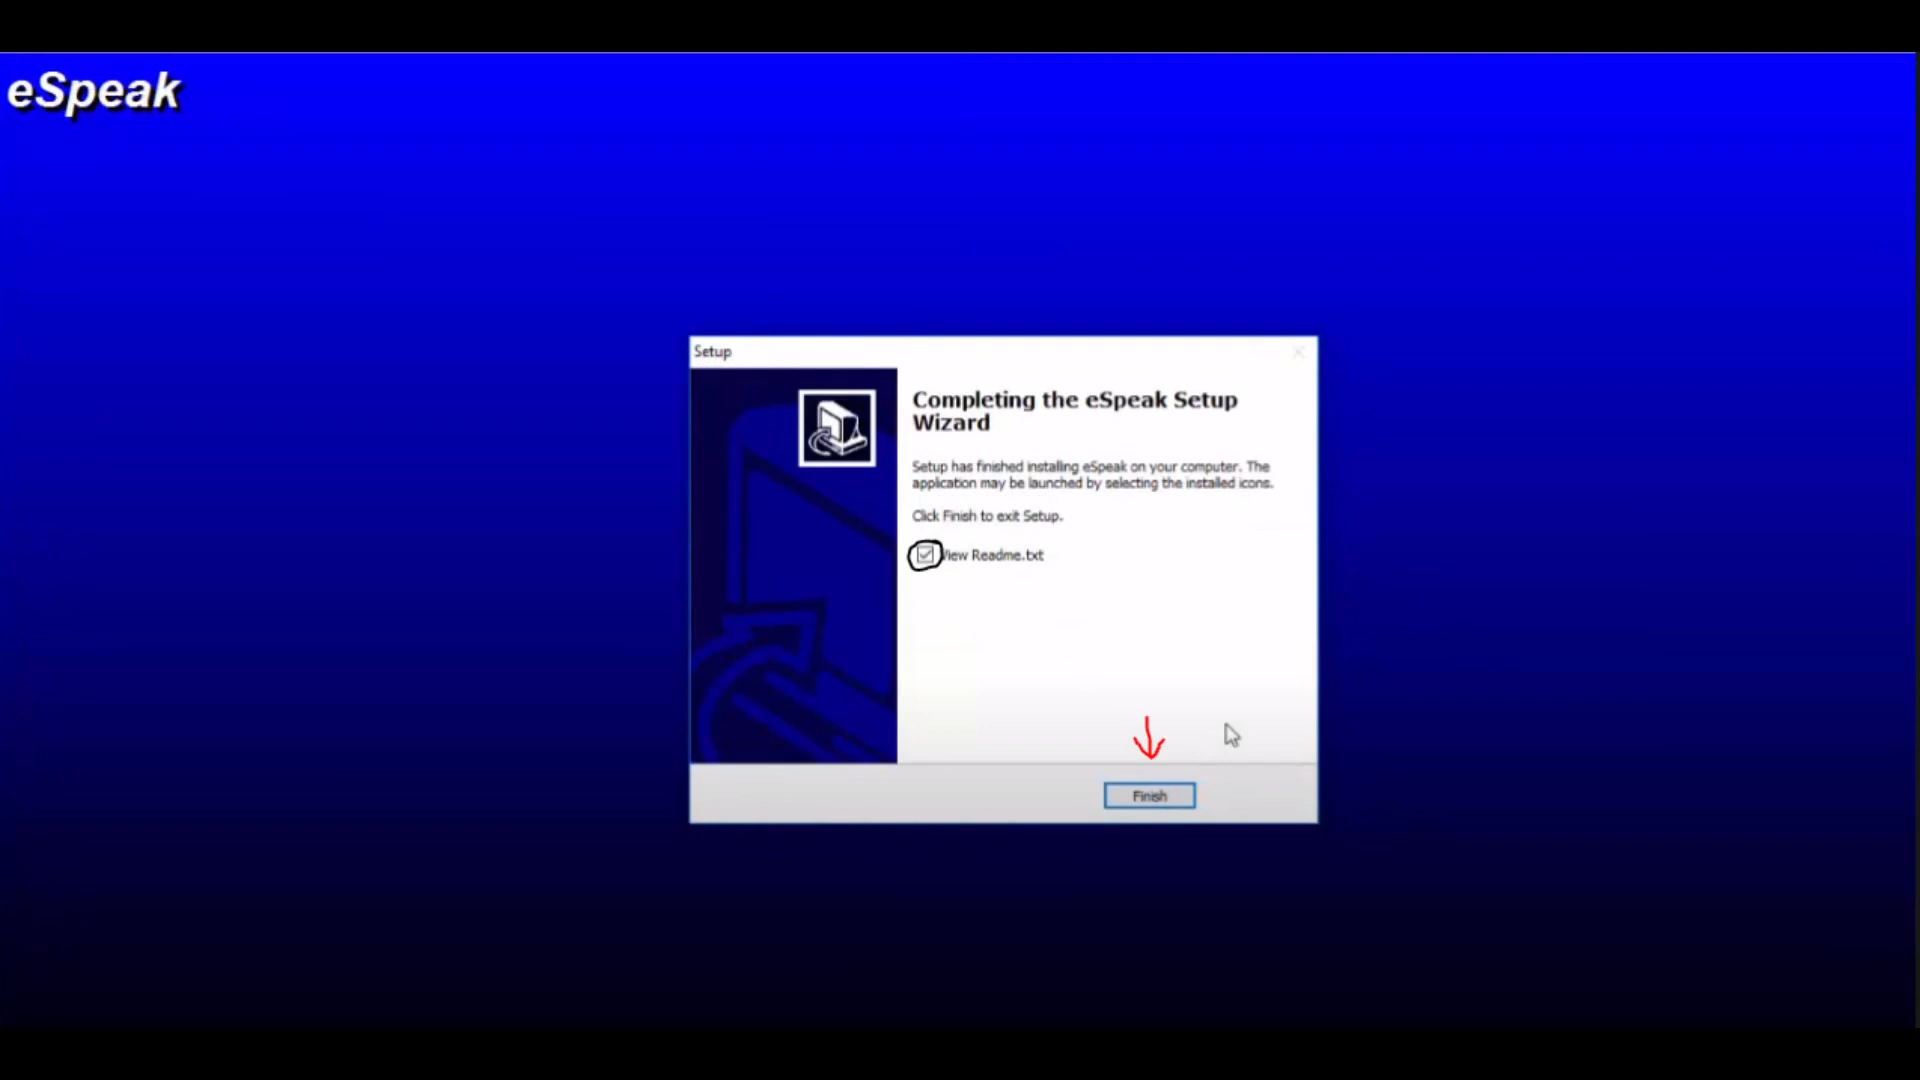 eSpeak
Setup
Completing the eSpeak Setup
Wizard
Setup has finished installing eSpeak on your computer. The
application may be launched by selecting the installed icons.
Click Finish to exit Setup.
View Readme.txt
Finish